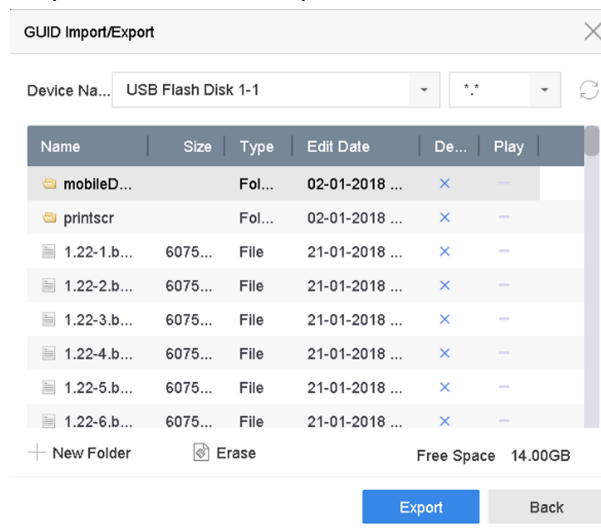 GUID Import/Export
Device Na... USB Flash Disk 1-1 *.*
Name Size Type Edit Date De... Play
mobileD... Fol... 02-01-2018 ...
printscr Fol... 02-01-2018 ...
1.22-1.b... 6075... File 21-01-2018 ...
1.22-2.b... 6075... File 21-01-2018 ...
1.22-3.b... 6075... File 21-01-2018 ...
1.22-4.b... 6075... File 21-01-2018 ...
1.22-5.b... 6075... File 21-01-2018 ...
1.22-6.b... 6075... File 21-01-2018 ...
New Folder Erase Free Space 14.00GB
Export Back